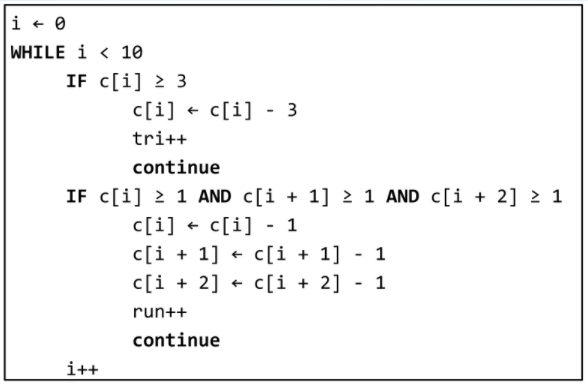 i ← 0
WHILE i < 10
IF c[i] ≥ 3
c[i] ← c[i] - 3
tri++
continue
IF c[i] ≥ 1 AND c[i + 1] ≥ 1 AND c[i + 2] ≥ 1
c[i] ← c[i] - 1
c[i + 1] ← c[i + 1] - 1
c[i + 2] ← c[i + 2] - 1
run++
continue
i++